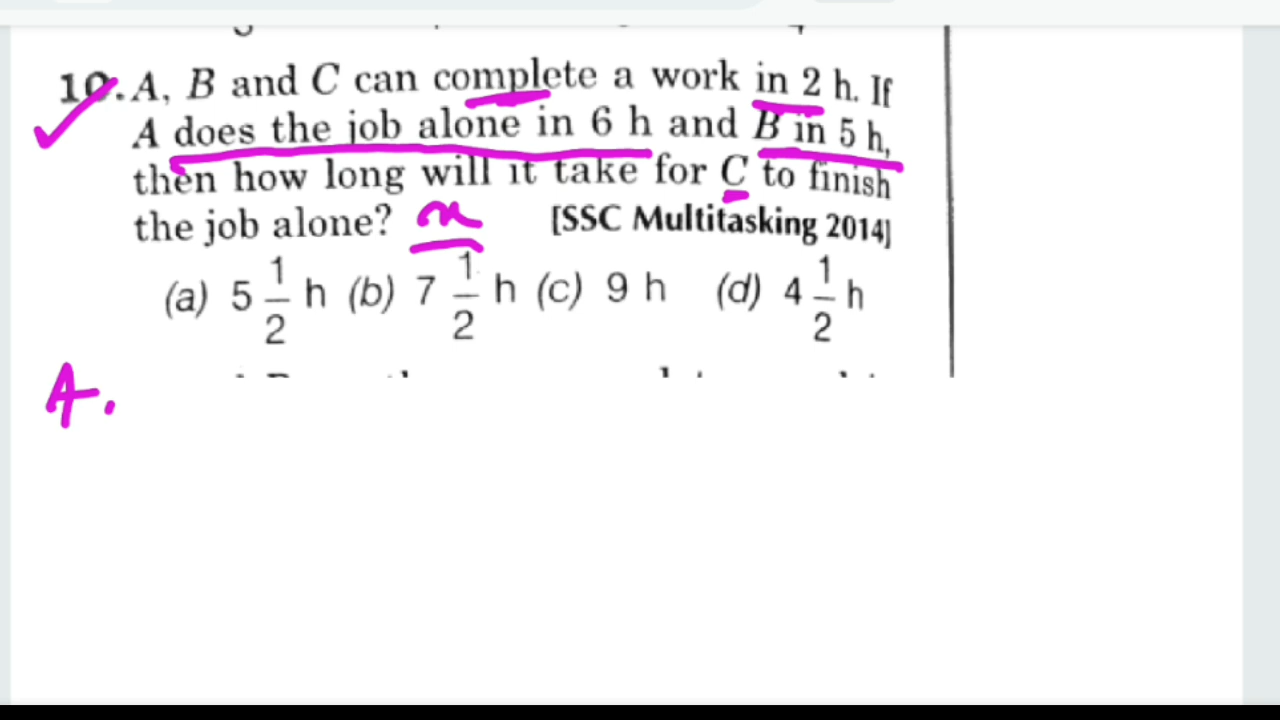 10. A, B and C can complete a work in 2 h. If
A does the job alone in 6 h and B in 5 h,
then how long will it take for C to finish
the job alone? x [SSC Multitasking 2014]
(a) 5 1/2 h (b) 7 1/2 h (c) 9 h (d) 4 1/2 h
A.